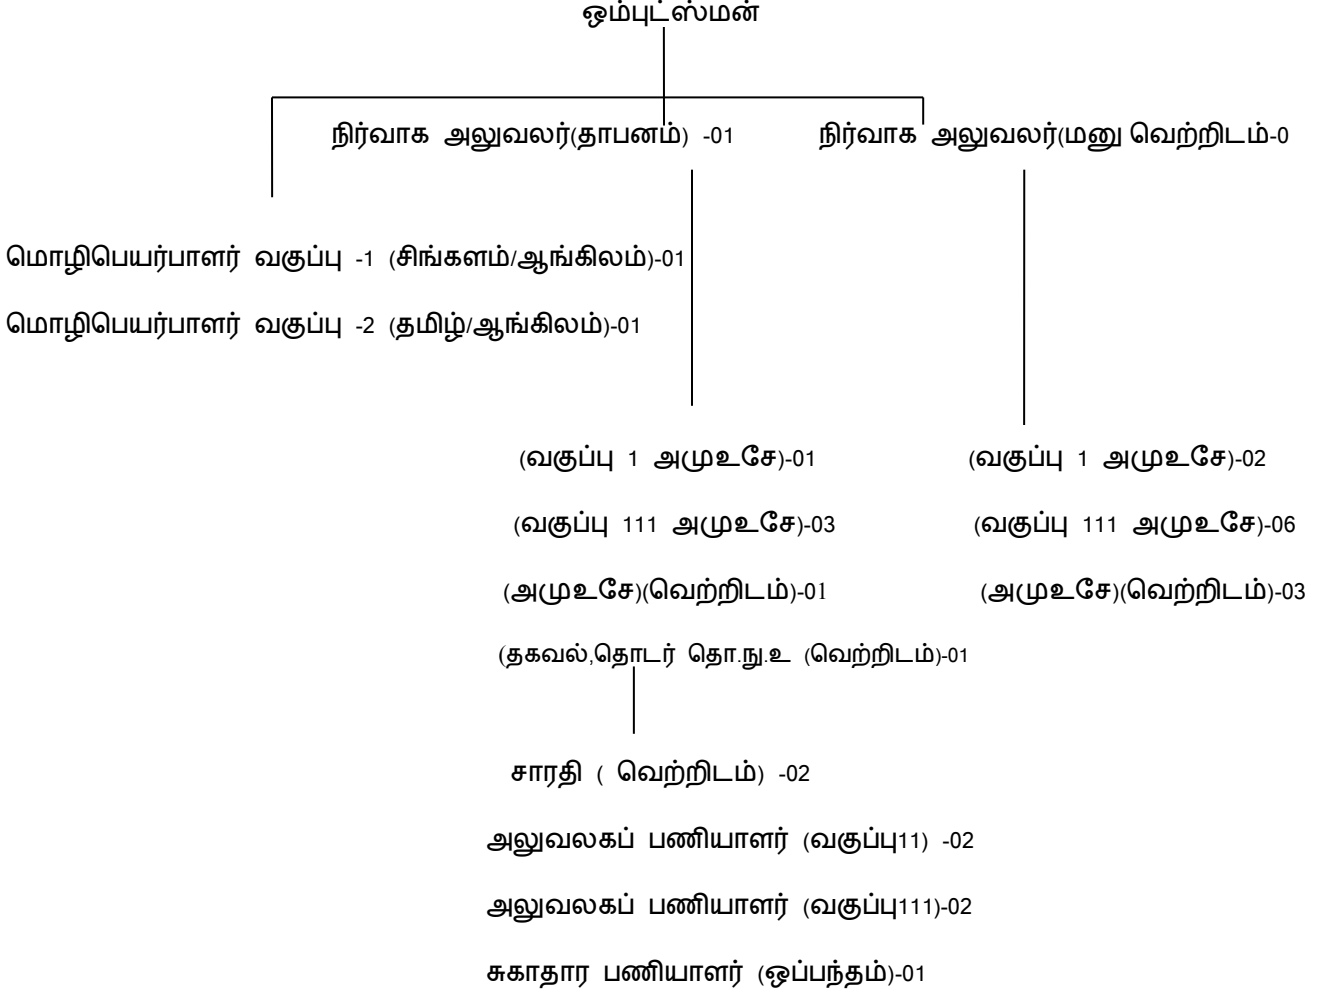 ஒம்புட்ஸ்மன்
நிர்வாக அலுவலர்(தாபனம்) -01 நிர்வாக அலுவலர்(மனு வெற்றிடம்-0
மொழிபெயர்பாளர் வகுப்பு -1 (சிங்களம்/ஆங்கிலம்)-01
மொழிபெயர்பாளர் வகுப்பு -2 (தமிழ்/ஆங்கிலம்)-01
(வகுப்பு 1 அமுஉசே)-01 (வகுப்பு 1 அமுஉசே)-02
(வகுப்பு 111 அமுஉசே)-03 (வகுப்பு 111 அமுஉசே)-06
(அமுஉசே)(வெற்றிடம்)-01 (அமுஉசே)(வெற்றிடம்)-03
(தகவல்,தொடர் தொ.நு.உ (வெற்றிடம்)-01
சாரதி ( வெற்றிடம்) -02
அலுவலகப் பணியாளர் (வகுப்பு11) -02
அலுவலகப் பணியாளர் (வகுப்பு111)-02
சுகாதார பணியாளர் (ஒப்பந்தம்)-01